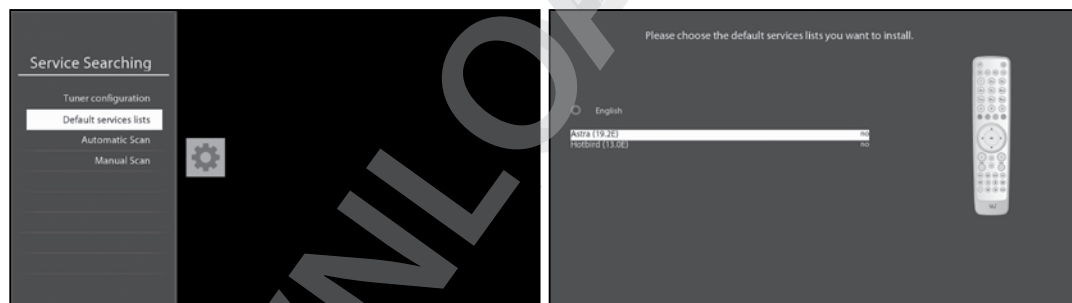 Service Searching
Tuner configuration
Default services lists
Automatic Scan
Manual Scan
Please choose the default services lists you want to install.
English
Astra (19.2E) no
Hotbird (13.0E) no